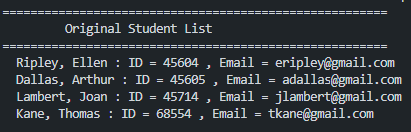 =======================================================
Original Student List
=======================================================
Ripley, Ellen : ID = 45604 , Email = eripley@gmail.com
Dallas, Arthur : ID = 45605 , Email = adallas@gmail.com
Lambert, Joan : ID = 45714 , Email = jlambert@gmail.com
Kane, Thomas : ID = 68554 , Email = tkane@gmail.com